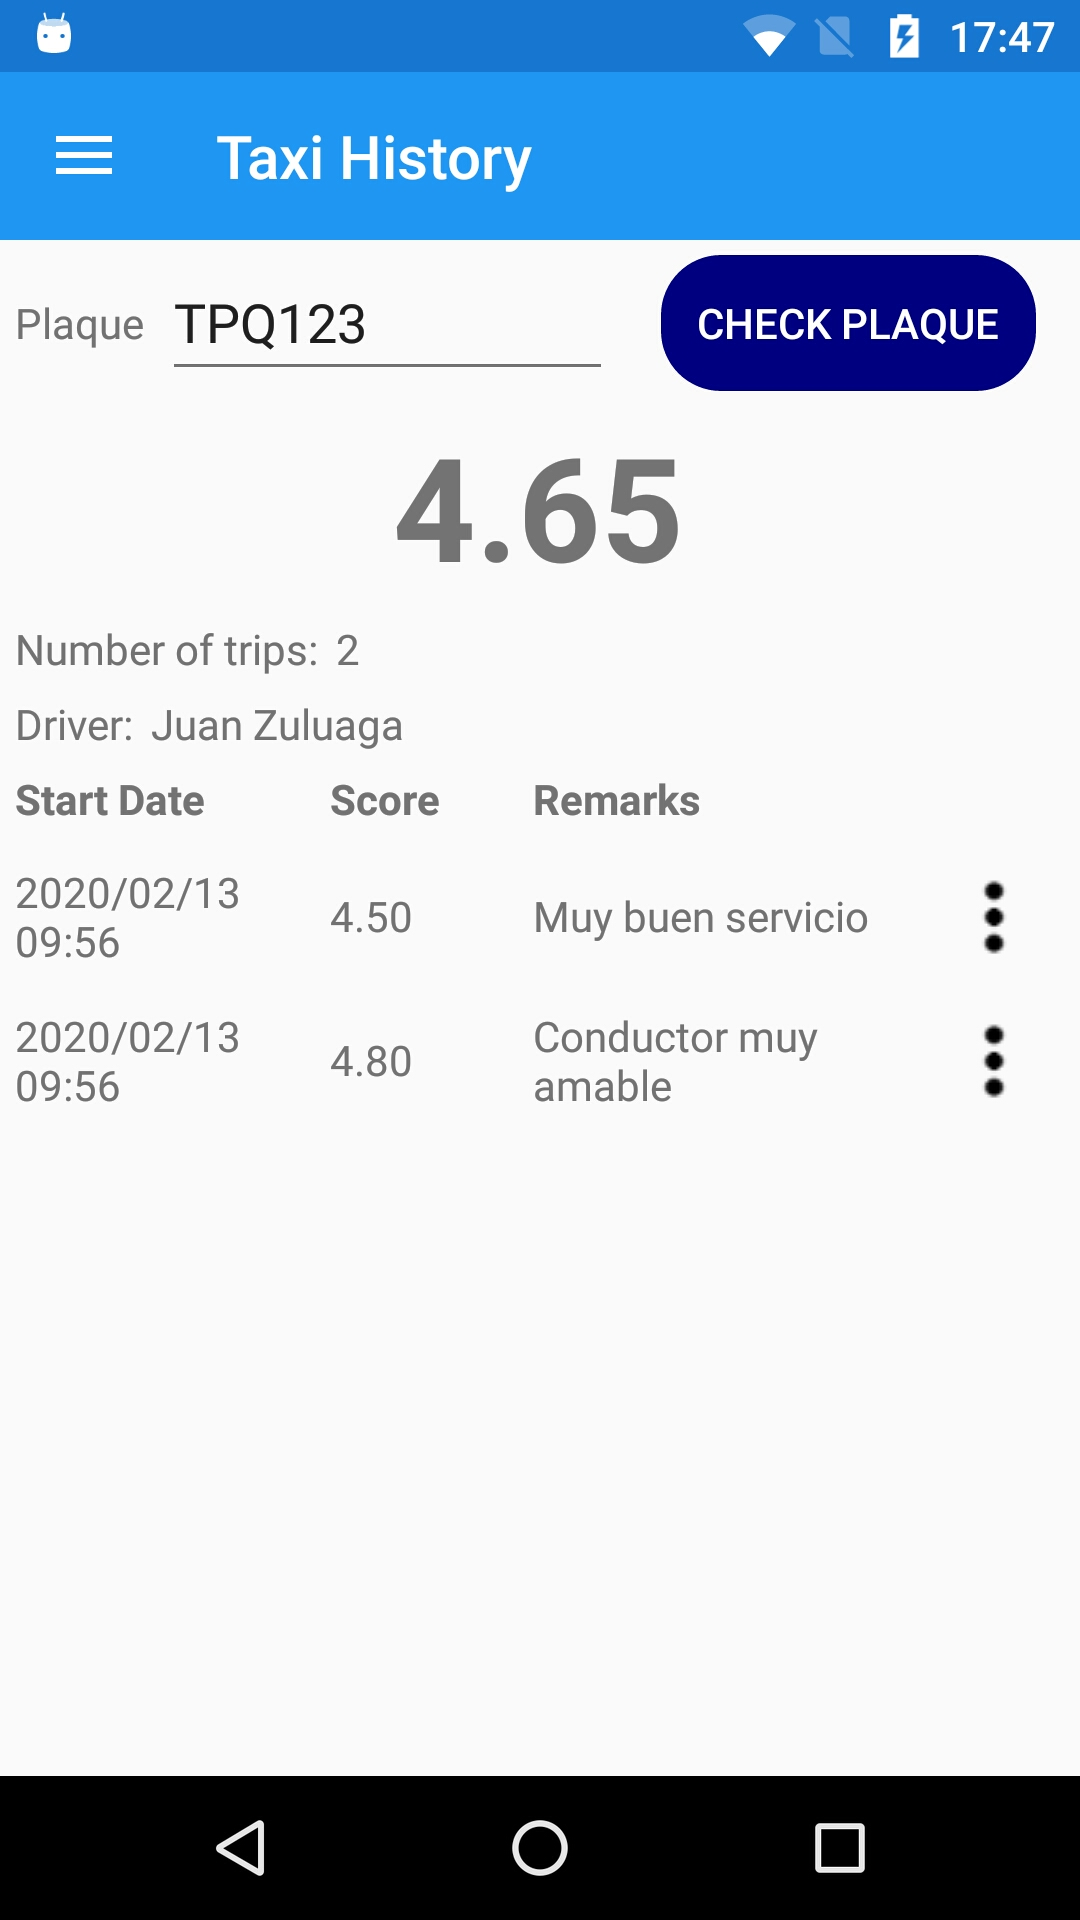 17:47
Taxi History
Plaque TPQ123 CHECK PLAQUE
4.65
Number of trips: 2
Driver: Juan Zuluaga
Start Date Score Remarks
2020/02/13
09:56
4.50
Muy buen servicio
2020/02/13
09:56
4.80
Conductor muy
amable